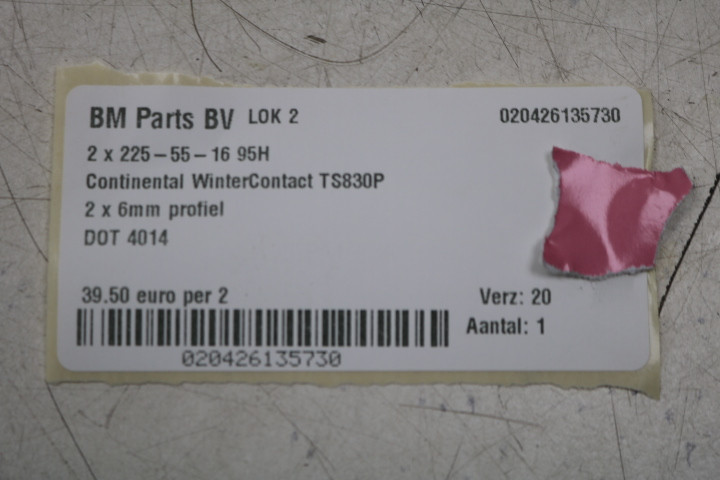 BM Parts BV LOK 2 020426135730
2 x 225-55-16 95H
Continental WinterContact TS830P
2 x 6mm profiel
DOT 4014
39.50 euro per 2 Verz: 20
Aantal: 1
020426135730